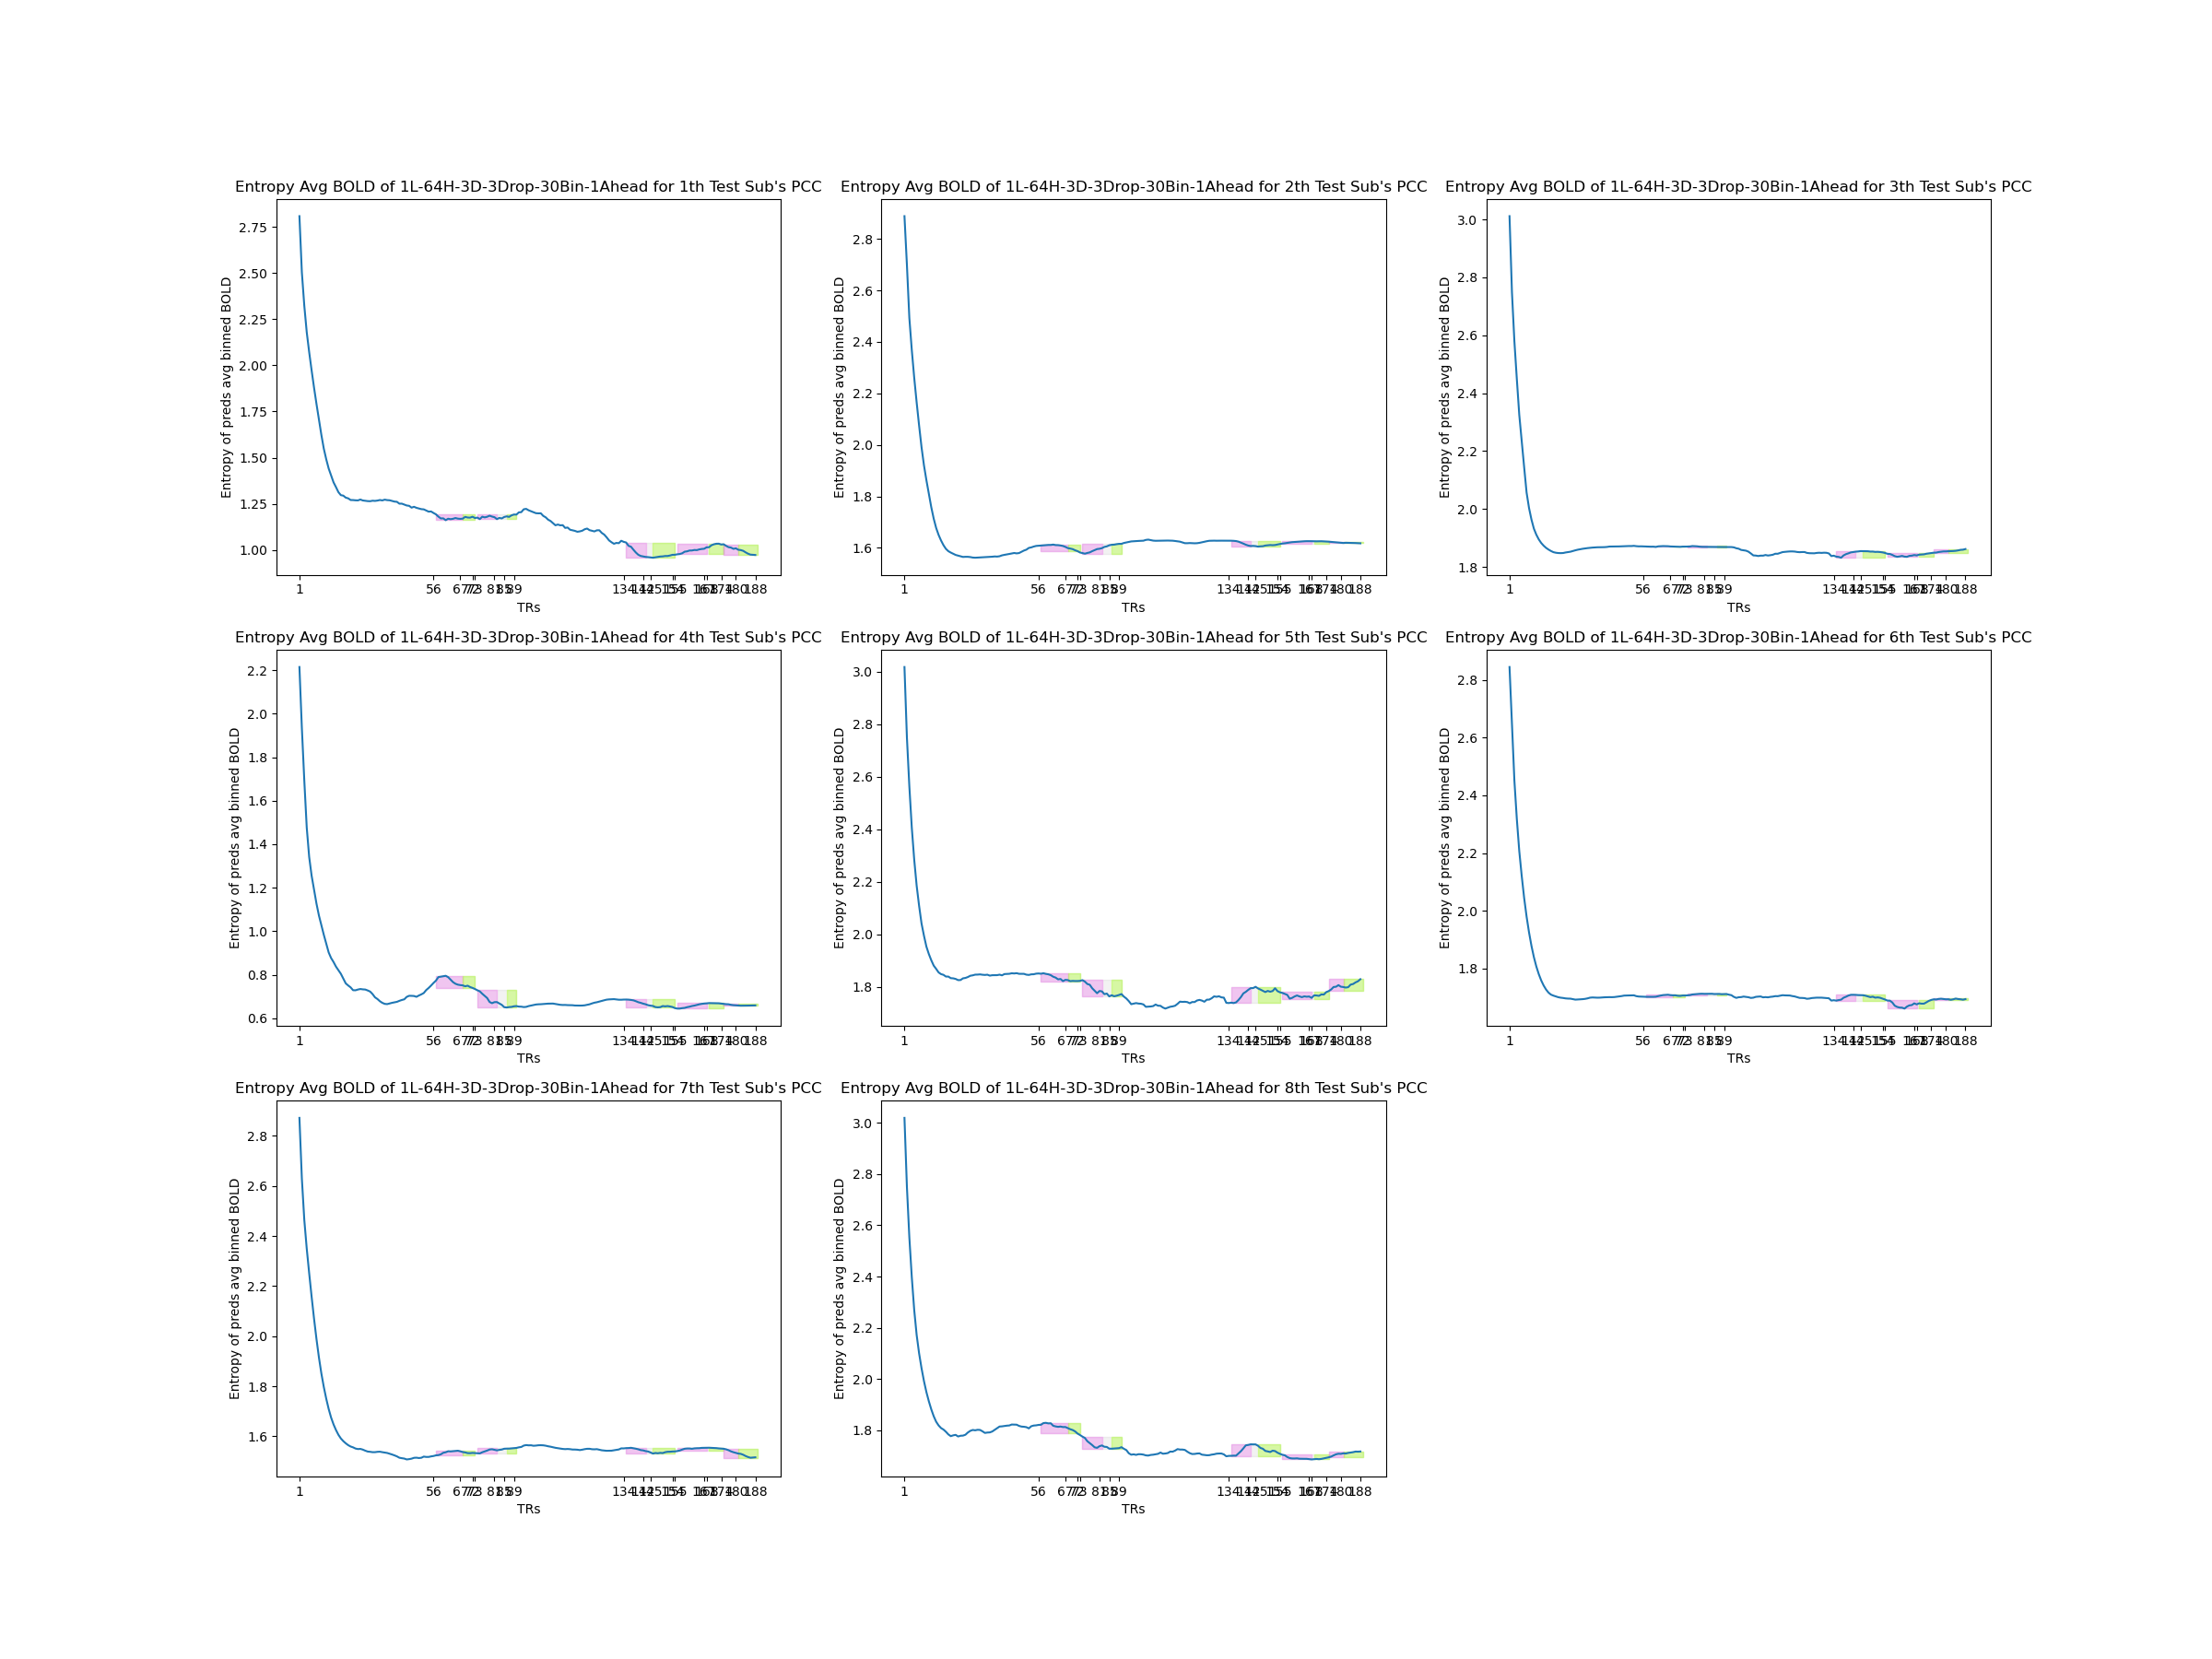 Entropy Avg BOLD of 1L-64H-3D-3Drop-30Bin-1Ahead for 1th Test Sub's PCC
Entropy of preds avg binned BOLD
2.75
2.50
2.25
2.00
1.75
1.50
1.25
1.00
1 56 81 89 134 188
TRs
Entropy Avg BOLD of 1L-64H-3D-3Drop-30Bin-1Ahead for 2th Test Sub's PCC
Entropy of preds avg binned BOLD
2.8
2.6
2.4
2.2
2.0
1.8
1.6
1 56 81 89 134 188
TRs
Entropy Avg BOLD of 1L-64H-3D-3Drop-30Bin-1Ahead for 3th Test Sub's PCC
Entropy of preds avg binned BOLD
3.0
2.8
2.6
2.4
2.2
2.0
1.8
1 56 81 89 134 188
TRs
Entropy Avg BOLD of 1L-64H-3D-3Drop-30Bin-1Ahead for 4th Test Sub's PCC
Entropy of preds avg binned BOLD
2.2
2.0
1.8
1.6
1.4
1.2
1.0
0.8
0.6
1 56 81 89 134 188
TRs
Entropy Avg BOLD of 1L-64H-3D-3Drop-30Bin-1Ahead for 5th Test Sub's PCC
Entropy of preds avg binned BOLD
3.0
2.8
2.6
2.4
2.2
2.0
1.8
1 56 81 89 134 188
TRs
Entropy Avg BOLD of 1L-64H-3D-3Drop-30Bin-1Ahead for 6th Test Sub's PCC
Entropy of preds avg binned BOLD
2.8
2.6
2.4
2.2
2.0
1.8
1 56 81 89 134 188
TRs
Entropy Avg BOLD of 1L-64H-3D-3Drop-30Bin-1Ahead for 7th Test Sub's PCC
Entropy of preds avg binned BOLD
2.8
2.6
2.4
2.2
2.0
1.8
1.6
1 56 81 89 134 188
TRs
Entropy Avg BOLD of 1L-64H-3D-3Drop-30Bin-1Ahead for 8th Test Sub's PCC
Entropy of preds avg binned BOLD
3.0
2.8
2.6
2.4
2.2
2.0
1.8
1 56 81 89 134 188
TRs